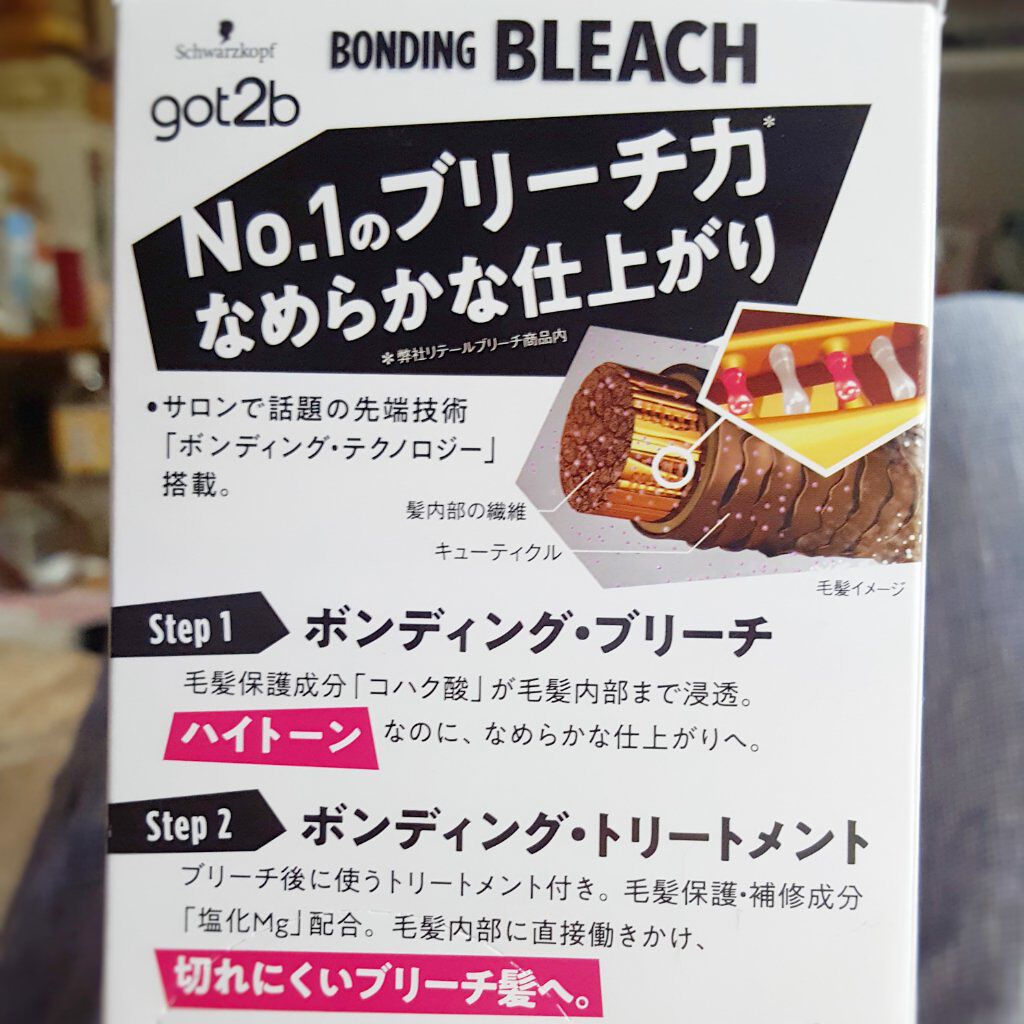 Schwarzkopf
got2b
BONDING BLEACH
No.1のブリーチ力*
なめらかな仕上がり
*弊社リテールブリーチ商品内
•サロンで話題の先端技術
「ボンディング・テクノロジー」
搭載。
髪内部の繊維
キューティクル
毛髪イメージ
Step 1 ボンディング・ブリーチ
毛髪保護成分「コハク酸」が毛髪内部まで浸透。
ハイトーン なのに、なめらかな仕上がりへ。
Step 2 ボンディング・トリートメント
ブリーチ後に使うトリートメント付き。毛髪保護・補修成分
「塩化Mg」配合。毛髪内部に直接働きかけ、
切れにくいブリーチ髪へ。